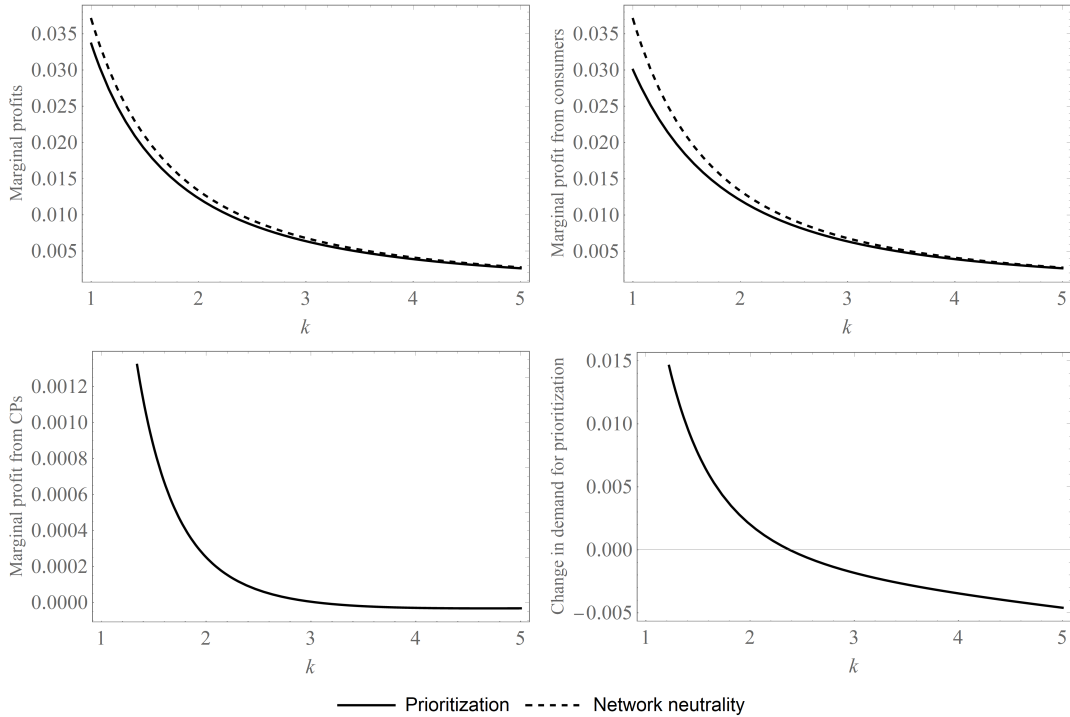 Marginal profits
0.035
0.030
0.025
0.020
0.015
0.010
0.005
1 2 3 4 5
k
Marginal profit from consumers
0.035
0.030
0.025
0.020
0.015
0.010
0.005
1 2 3 4 5
k
Marginal profit from CPs
0.0012
0.0010
0.0008
0.0006
0.0004
0.0002
0.0000
1 2 3 4 5
k
Change in demand for prioritization
0.015
0.010
0.005
0.000
−0.005
1 2 3 4 5
k
Prioritization Network neutrality